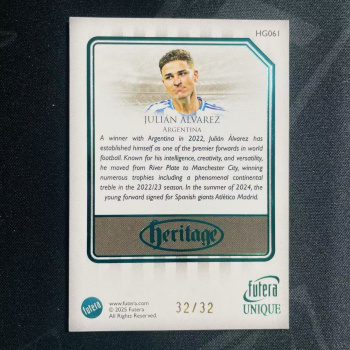 HG061
JULIÁN ÁLVAREZ
ARGENTINA
A winner with Argentina in 2022, Julián Álvarez has
established himself as one of the premier forwards in world
football. Known for his intelligence, creativity, and versatility,
he moved from River Plate to Manchester City, winning
numerous trophies including a phenomenal continental
treble in the 2022/23 season. In the summer of 2024, the
young forward signed for Spanish giants Atlético Madrid.
Heritage
futera
www.futera.com
© 2025 Futera.
All Rights Reserved.
32/32
futera
UNIQUE